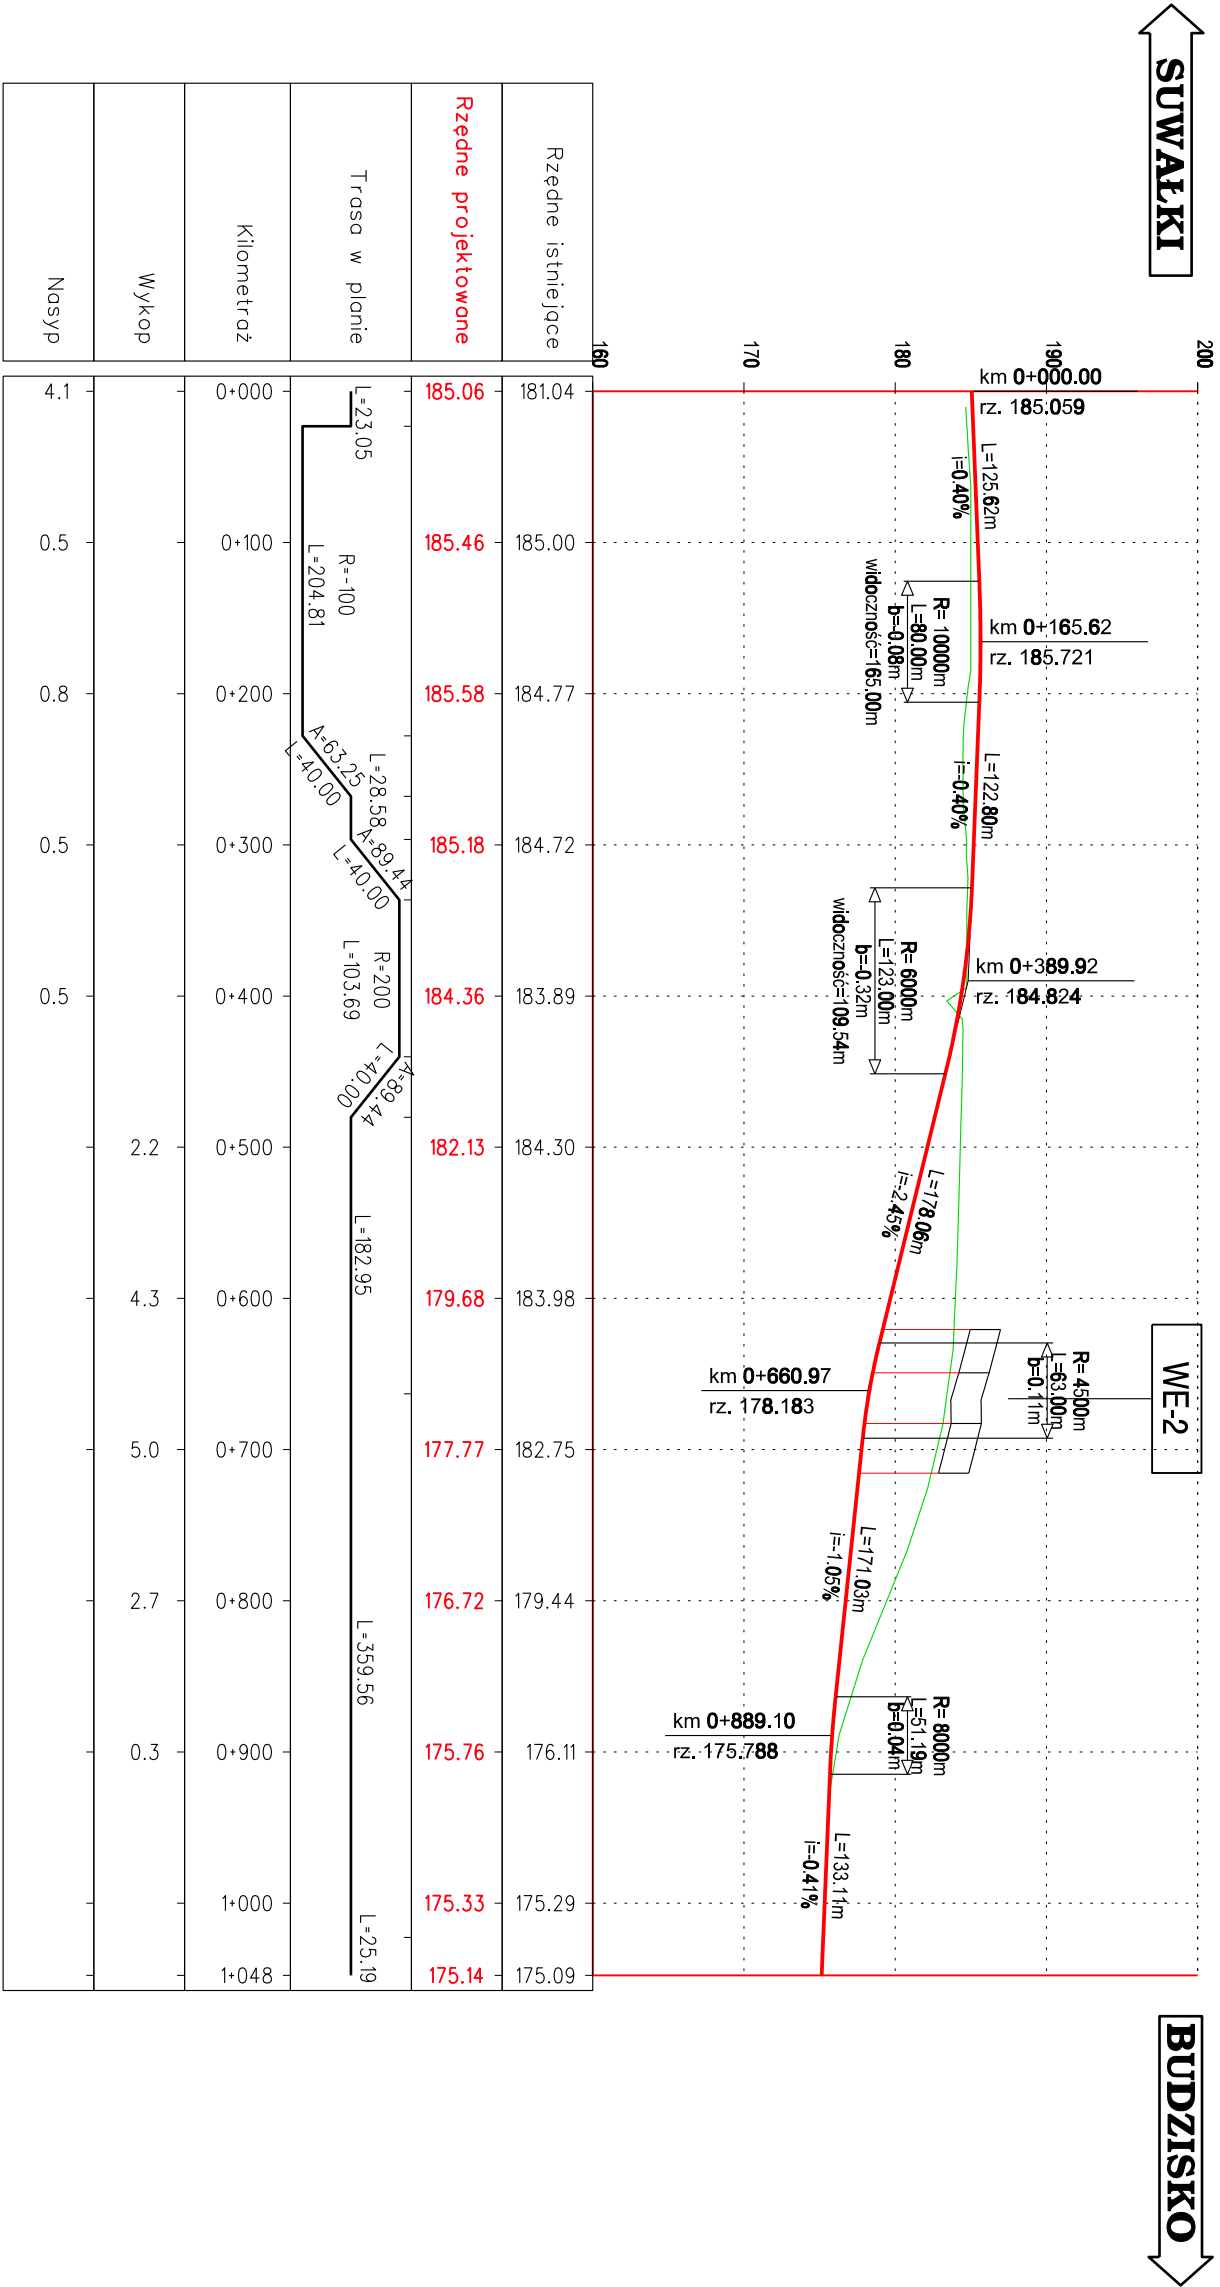 SUWAŁKI
BUDZISKO
WE-2
200
190
180
170
160
km 0+000.00
rz. 185.059
L=125.62m
i=0.40%
R= 10000m
L=80.00m
b=-0.08m
widoczność=165.00m
km 0+165.62
rz. 185.721
L=122.80m
i=-0.40%
R= 6000m
L=123.00m
b=-0.32m
widoczność=109.54m
km 0+389.92
rz. 184.824
L=178.06m
i=-2.45%
R= 4500m
L=63.00m
b=0.11m
km 0+660.97
rz. 178.183
L=171.03m
i=-1.05%
R= 8000m
L=51.19m
b=0.04m
km 0+889.10
rz. 175.788
L=133.11m
i=-0.41%
Rzędne istniejące
181.04
185.00
184.77
184.72
183.89
184.30
183.98
182.75
179.44
176.11
175.29
175.09
Rzędne projektowane
185.06
185.46
185.58
185.18
184.36
182.13
179.68
177.77
176.72
175.76
175.33
175.14
Trasa w planie
L=23.05
R=-100
L=204.81
A=63.25
L=40.00
L=28.58
A=89.44
L=40.00
R=200
L=103.69
A=89.44
L=40.00
L=182.95
L=359.56
L=25.19
Kilometraż
0+000
0+100
0+200
0+300
0+400
0+500
0+600
0+700
0+800
0+900
1+000
1+048
Wykop
2.2
4.3
5.0
2.7
0.3
Nasyp
4.1
0.5
0.8
0.5
0.5